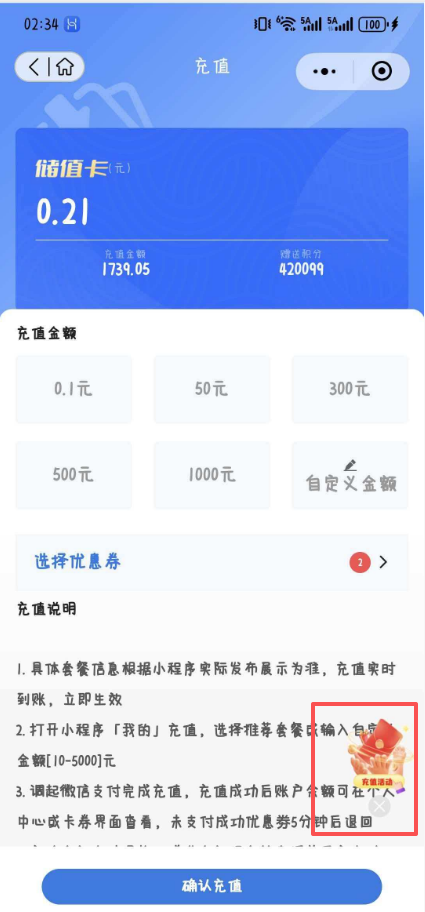 02:34
5A 5A 100
充值
储值卡(元)
0.21
充值金额 赠送积分
1739.05 420099
充值金额
0.1元 50元 300元
500元 1000元 自定义金额
选择优惠券 2
充值说明
1. 具体套餐信息根据小程序实际发布展示为准，充值实时
到账，立即生效
2. 打开小程序「我的」充值，选择推荐套餐或输入自定
金额[10-5000]元
充值活动
3. 调起微信支付完成充值，充值成功后账户余额可在个人
中心或卡券界面查看，未支付成功优惠券5分钟后退回
确认充值